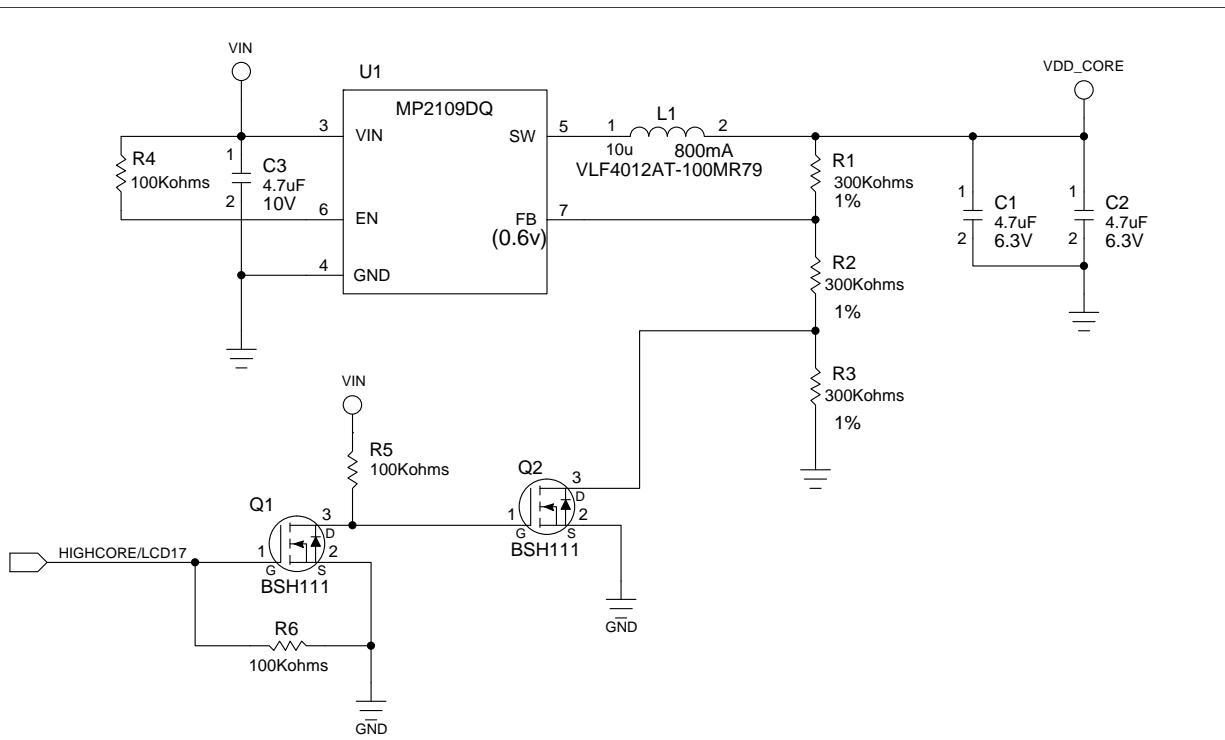 VIN
VDD_CORE
U1
MP2109DQ
3 VIN
SW 5
1 L1 2
10u 800mA
VLF4012AT-100MR79
R4
100Kohms
1 C3
4.7uF
2 10V
6 EN
FB 7
(0.6v)
4 GND
R1
300Kohms
1%
1 C1
4.7uF
2 6.3V
1 C2
4.7uF
2 6.3V
R2
300Kohms
1%
R3
300Kohms
1%
VIN
R5
100Kohms
Q2
3
D
1 2
G S
BSH111
GND
Q1
3
D
HIGHCORE/LCD17
1 2
G S
BSH111
R6
100Kohms
GND